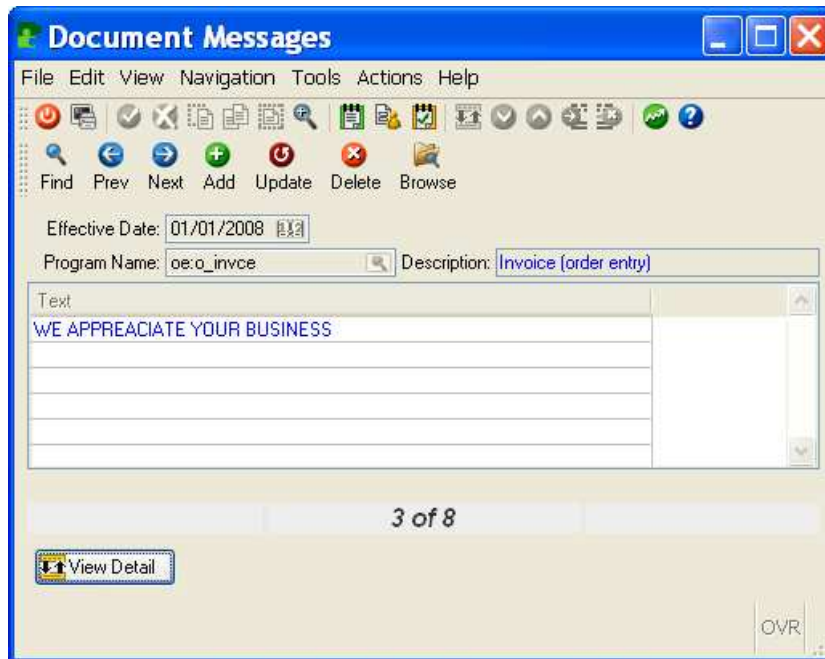 Document Messages
File Edit View Navigation Tools Actions Help
Find Prev Next Add Update Delete Browse
Effective Date: 01/01/2008
Program Name: oe:o_invce Description: Invoice (order entry)
Text
WE APPREACIATE YOUR BUSINESS
3 of 8
View Detail
OVR